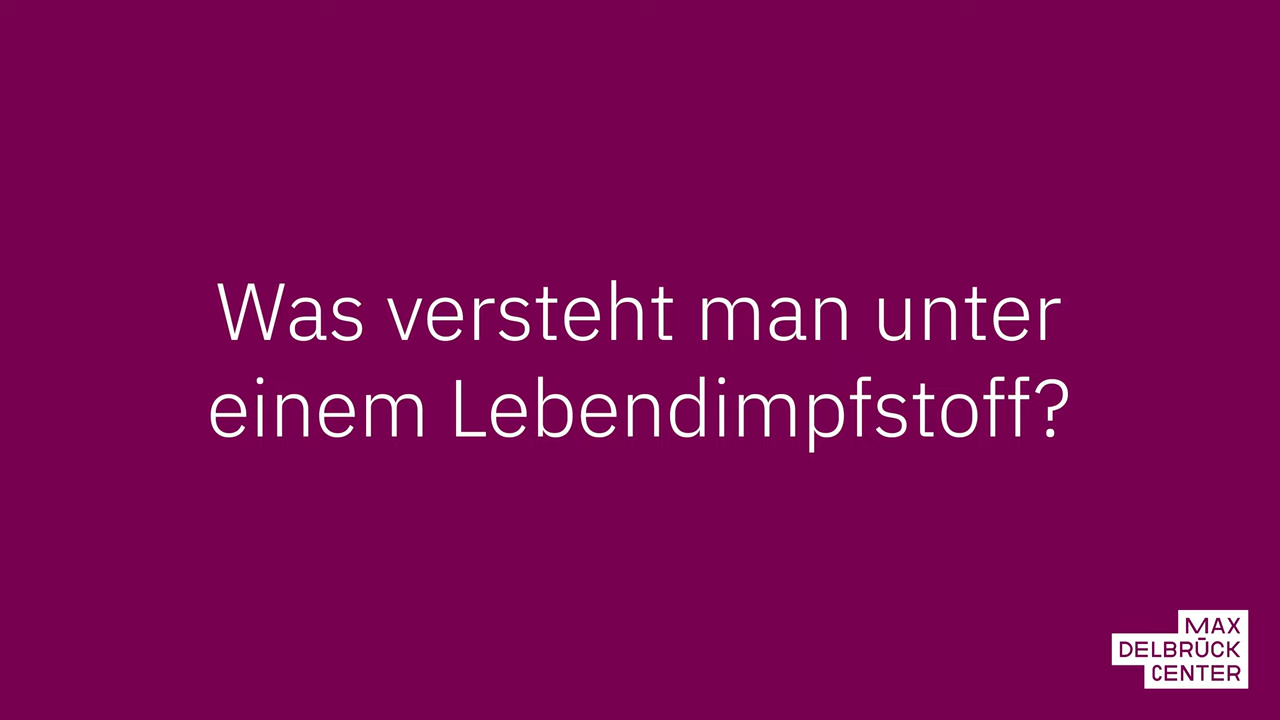 Was versteht man unter
einem Lebendimpfstoff?
MAX
DELBRÜCK
CENTER